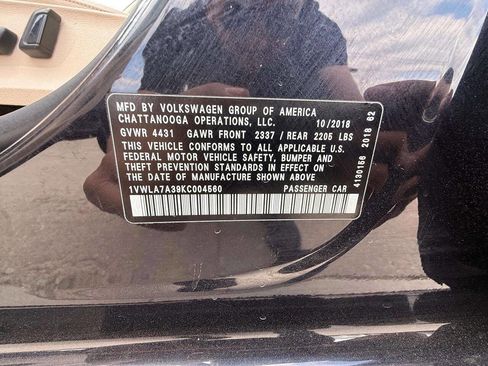 MFD BY VOLKSWAGEN GROUP OF AMERICA
CHATTANOOGA OPERATIONS, LLC. 10/2018
GVWR 4431 GAWR FRONT 2337 / REAR 2205 LBS
THIS VEHICLE CONFORMS TO ALL APPLICABLE U.S.
FEDERAL MOTOR VEHICLE SAFETY, BUMPER AND
THEFT PREVENTION STANDARDS IN EFFECT ON
THE DATE OF MANUFACTURE SHOWN ABOVE
1VWLA7A39KC004560 PASSENGER CAR
4130156 2018 62